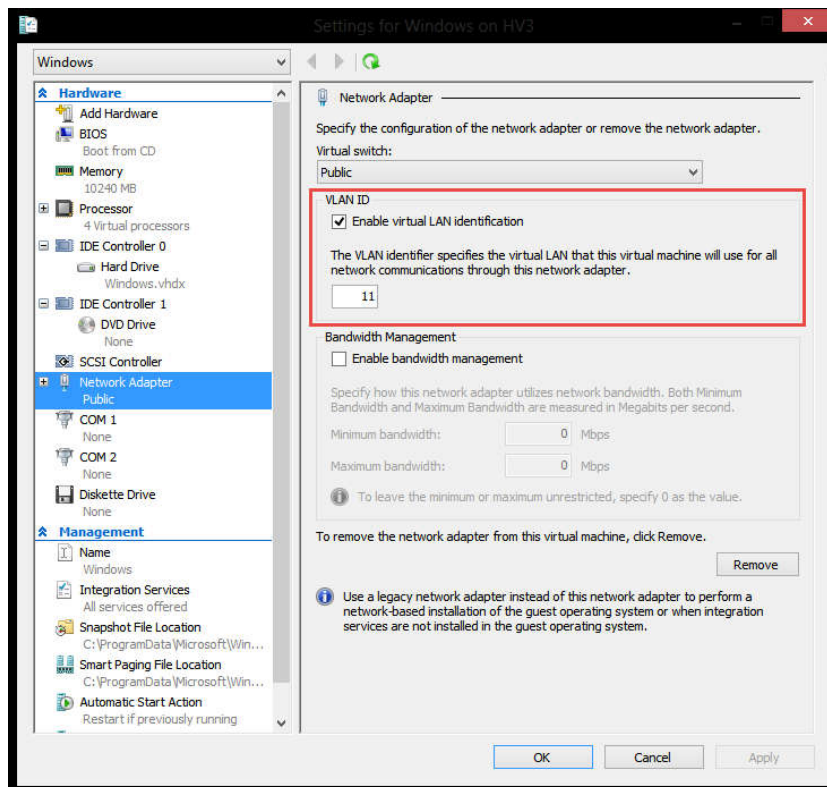 Settings for Windows on HV3
Windows
Hardware
Add Hardware
BIOS
Boot from CD
Memory
10240 MB
Processor
4 Virtual processors
IDE Controller 0
Hard Drive
Windows.vhdx
IDE Controller 1
DVD Drive
None
SCSI Controller
Network Adapter
Public
COM 1
None
COM 2
None
Diskette Drive
None
Management
Name
Windows
Integration Services
All services offered
Snapshot File Location
C:\ProgramData\Microsoft\Win...
Smart Paging File Location
C:\ProgramData\Microsoft\Win...
Automatic Start Action
Restart if previously running
Network Adapter
Specify the configuration of the network adapter or remove the network adapter.
Virtual switch:
Public
VLAN ID
Enable virtual LAN identification
The VLAN identifier specifies the virtual LAN that this virtual machine will use for all
network communications through this network adapter.
11
Bandwidth Management
Enable bandwidth management
Specify how this network adapter utilizes network bandwidth. Both Minimum
Bandwidth and Maximum Bandwidth are measured in Megabits per second.
Minimum bandwidth: 0 Mbps
Maximum bandwidth: 0 Mbps
To leave the minimum or maximum unrestricted, specify 0 as the value.
To remove the network adapter from this virtual machine, click Remove.
Remove
Use a legacy network adapter instead of this network adapter to perform a
network-based installation of the guest operating system or when integration
services are not installed in the guest operating system.
OK Cancel Apply